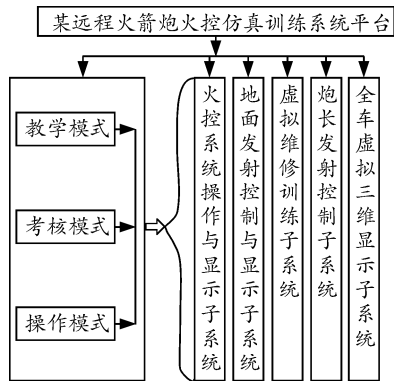 某远程火箭炮火控仿真训练系统平台
教学模式
考核模式
操作模式
火控系统操作与显示子系统
地面发射控制与显示子系统
虚拟维修训练子系统
炮长发射控制子系统
全车虚拟三维显示子系统